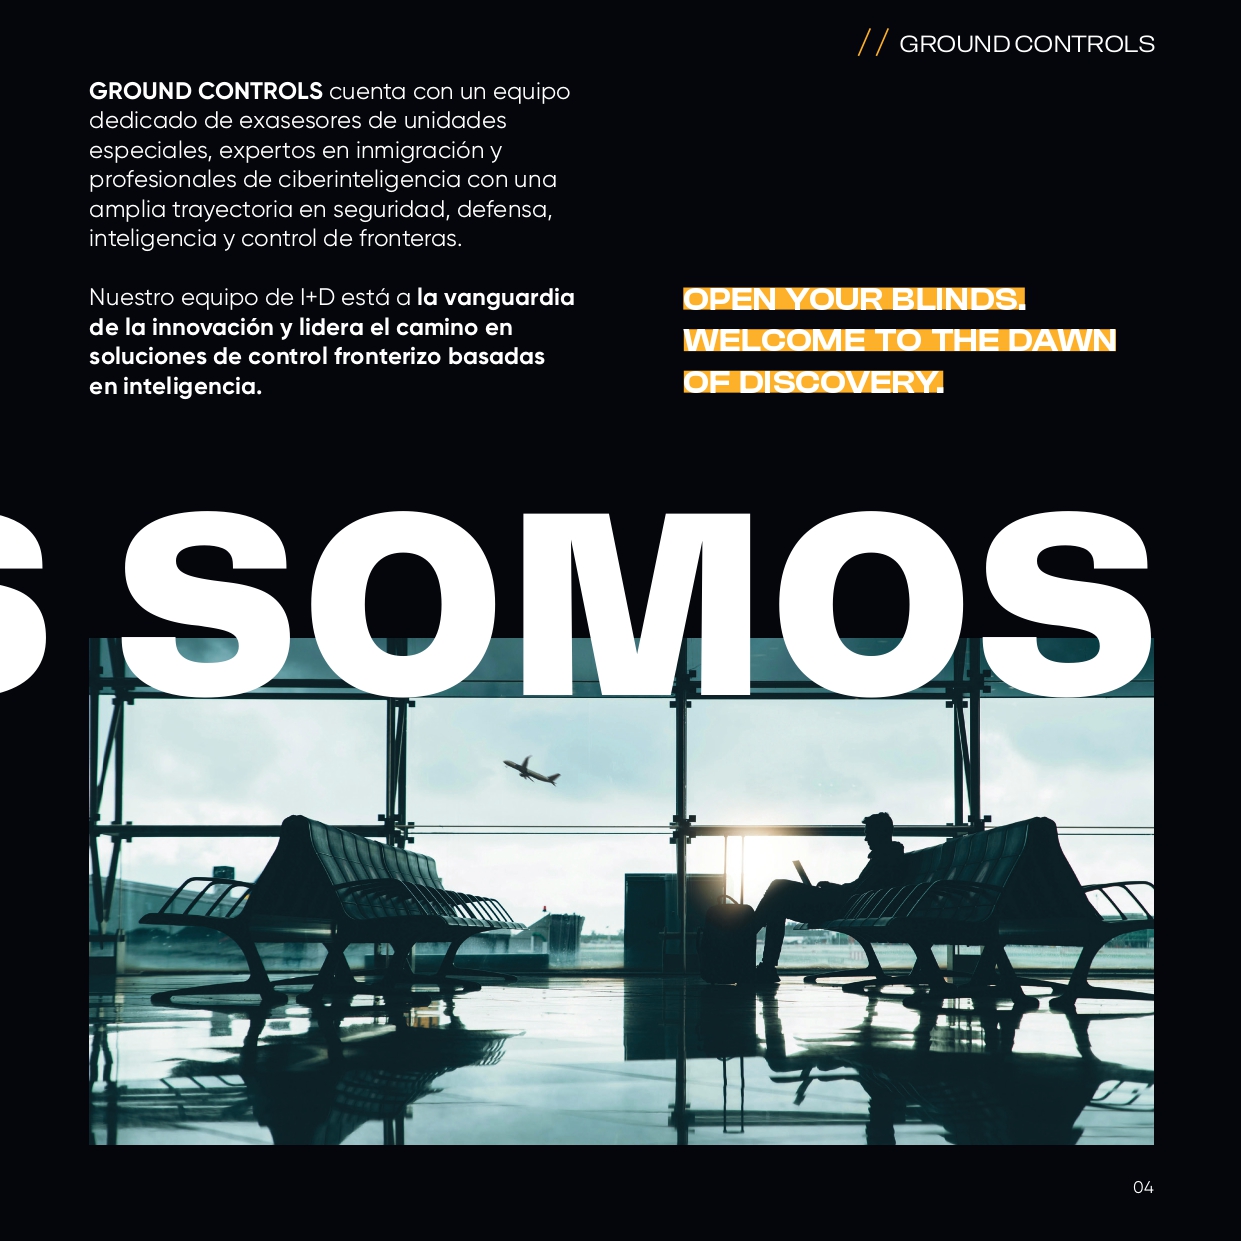 // GROUND CONTROLS
GROUND CONTROLS cuenta con un equipo
dedicado de exasesores de unidades
especiales, expertos en inmigración y
profesionales de ciberinteligencia con una
amplia trayectoria en seguridad, defensa,
inteligencia y control de fronteras.
Nuestro equipo de I+D está a la vanguardia
de la innovación y lidera el camino en
soluciones de control fronterizo basadas
en inteligencia.
OPEN YOUR BLINDS.
WELCOME TO THE DAWN
OF DISCOVERY.
S SOMOS
04